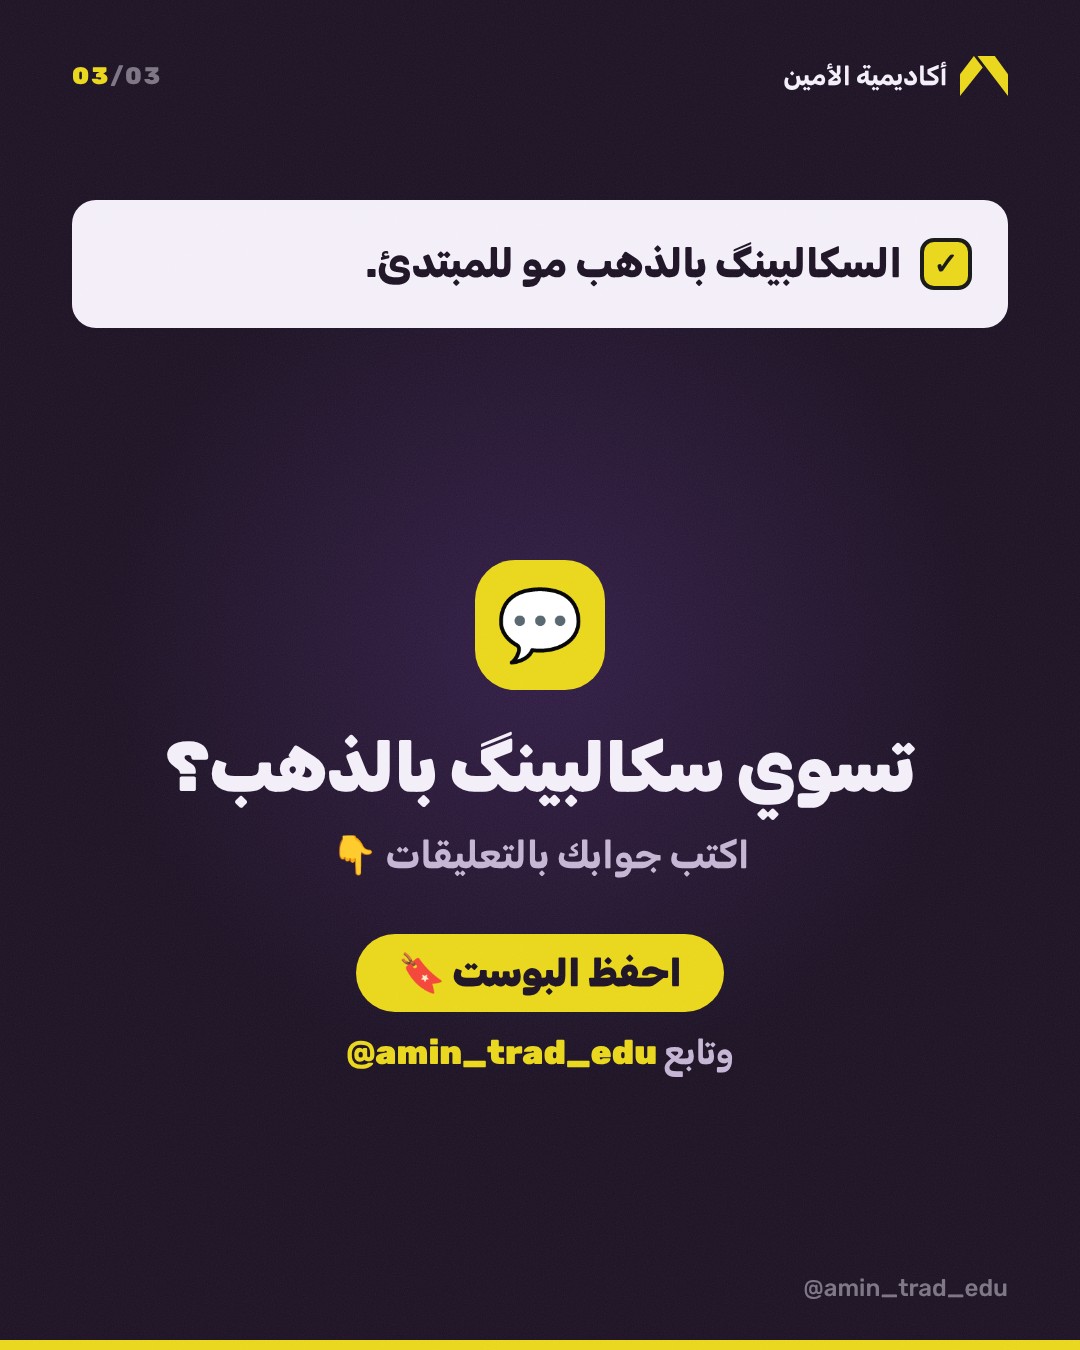 أكاديمية الأمين
03/03
✓ السكالبينگ بالذهب مو للمبتدئ.
تسوي سكالبينگ بالذهب؟
اكتب جوابك بالتعليقات 👇
احفظ البوست 🔖
وتابع @amin_trad_edu
@amin_trad_edu